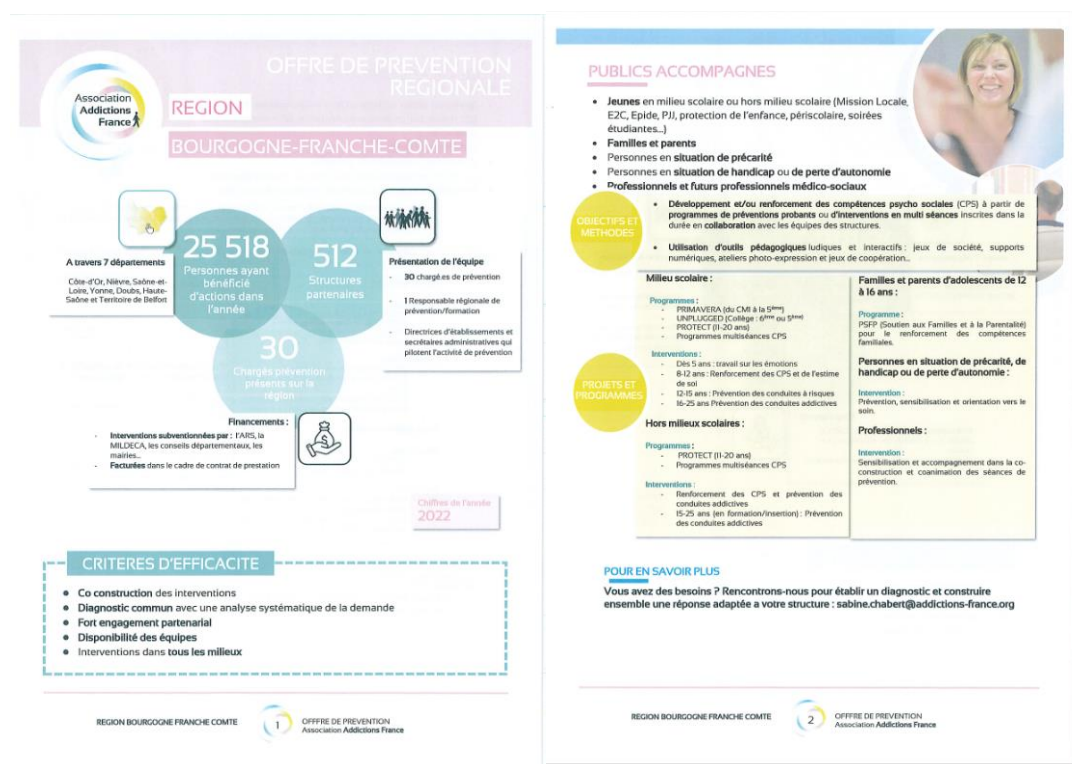 OFFRE DE PREVENTION
REGIONALE
Association
Addictions
France
REGION
BOURGOGNE-FRANCHE-COMTE
A travers 7 départements
Côte-d'Or, Nièvre, Saône-et-
Loire, Yonne, Doubs, Haute-
Saône et Territoire de Belfort
25 518
Personnes ayant
bénéficié
d'actions dans
l'année
512
Structures
partenaires
30
Chargés prévention
présents sur la
région
Présentation de l'équipe
- 30 chargé.es de prévention
- 1 Responsable régionale de
prévention/formation
- Directrices d'établissements et
secrétaires administratives qui
pilotent l'activité de prévention
Financements :
- Interventions subventionnées par : l'ARS, la
MILDECA, les conseils départementaux, les
mairies...
- Facturées dans le cadre de contrat de prestation
Chiffres de l'année
2022
CRITERES D'EFFICACITE
• Co construction des interventions
• Diagnostic commun avec une analyse systématique de la demande
• Fort engagement partenarial
• Disponibilité des équipes
• Interventions dans tous les milieux
REGION BOURGOGNE FRANCHE COMTE
1
OFFFRE DE PREVENTION
Association Addictions France
PUBLICS ACCOMPAGNES
• Jeunes en milieu scolaire ou hors milieu scolaire (Mission Locale,
E2C, Epide, PJJ, protection de l'enfance, périscolaire, soirées
étudiantes...)
• Familles et parents
• Personnes en situation de précarité
• Personnes en situation de handicap ou de perte d'autonomie
• Professionnels et futurs professionnels médico-sociaux
OBJECTIFS ET
METHODES
• Développement et/ou renforcement des compétences psycho sociales (CPS) à partir de
programmes de préventions probants ou d'interventions en multi séances inscrites dans la
durée en collaboration avec les équipes des structures.
• Utilisation d'outils pédagogiques ludiques et interactifs : jeux de société, supports
numériques, ateliers photo-expression et jeux de coopération...
PROJETS ET
PROGRAMMES
Milieu scolaire :
Programmes :
- PRIMAVERA (du CM1 à la 5ème)
- UNPLUGGED (Collège : 6ème ou 5ème)
- PROTECT (11-20 ans)
- Programmes multiséances CPS
Interventions :
- Dès 5 ans : travail sur les émotions
- 8-12 ans : Renforcement des CPS et de l'estime
de soi
- 12-15 ans : Prévention des conduites à risques
- 16-25 ans Prévention des conduites addictives
Hors milieux scolaires :
Programmes :
- PROTECT (11-20 ans)
- Programmes multiséances CPS
Interventions :
- Renforcement des CPS et prévention des
conduites addictives
- 15-25 ans (en formation/insertion) : Prévention
des conduites addictives
Familles et parents d'adolescents de 12
à 16 ans :
Programme :
PSFP (Soutien aux Familles et à la Parentalité)
pour le renforcement des compétences
familiales.
Personnes en situation de précarité, de
handicap ou de perte d'autonomie :
Intervention :
Prévention, sensibilisation et orientation vers le
soin.
Professionnels :
Intervention :
Sensibilisation et accompagnement dans la co-
construction et coanimation des séances de
prévention.
POUR EN SAVOIR PLUS
Vous avez des besoins ? Rencontrons-nous pour établir un diagnostic et construire
ensemble une réponse adaptée a votre structure : sabine.chabert@addictions-france.org
REGION BOURGOGNE FRANCHE COMTE
2
OFFFRE DE PREVENTION
Association Addictions France